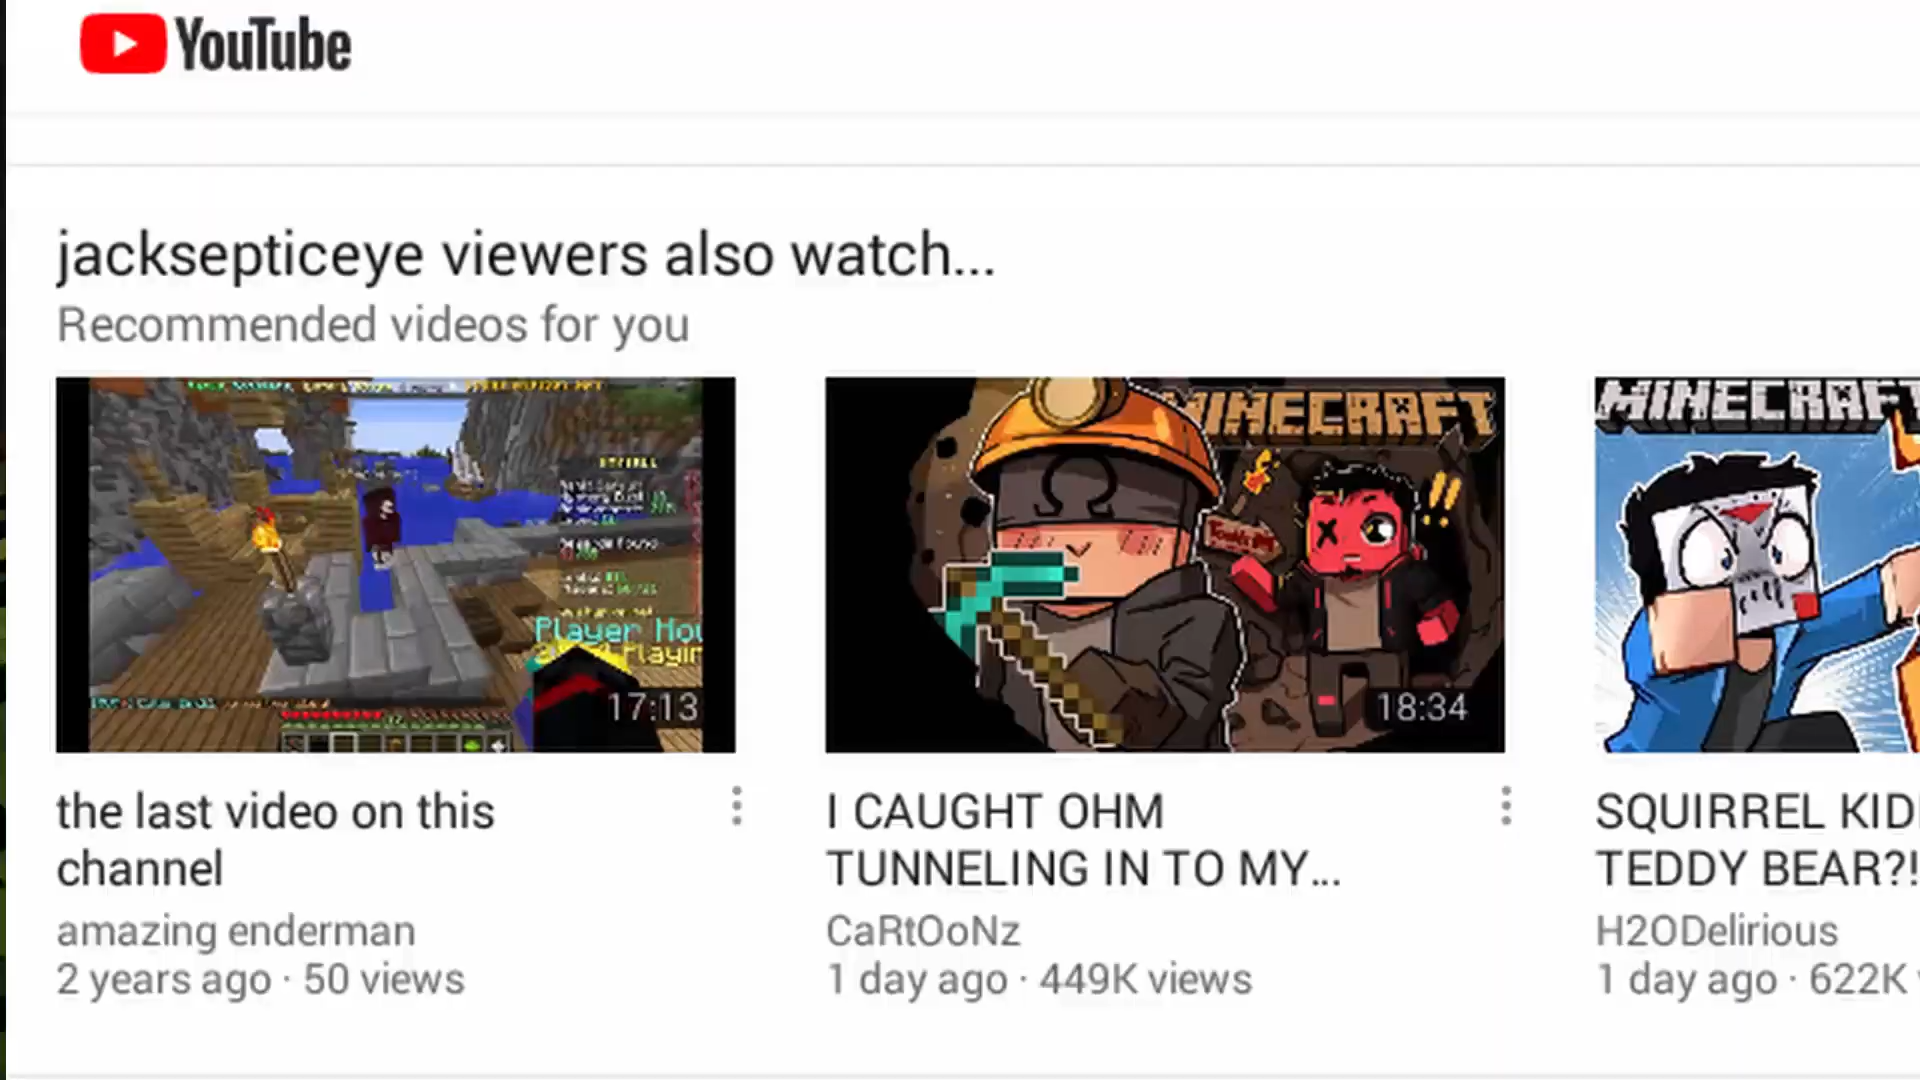 YouTube
jacksepticeye viewers also watch...
Recommended videos for you
Player Hou
17:13
MINECRAFT
18:34
MINECRAFT
the last video on this
channel
amazing enderman
2 years ago · 50 views
I CAUGHT OHM
TUNNELING IN TO MY...
CaRtOoNz
1 day ago · 449K views
SQUIRREL KID
TEDDY BEAR?!
H2ODelirious
1 day ago · 622K